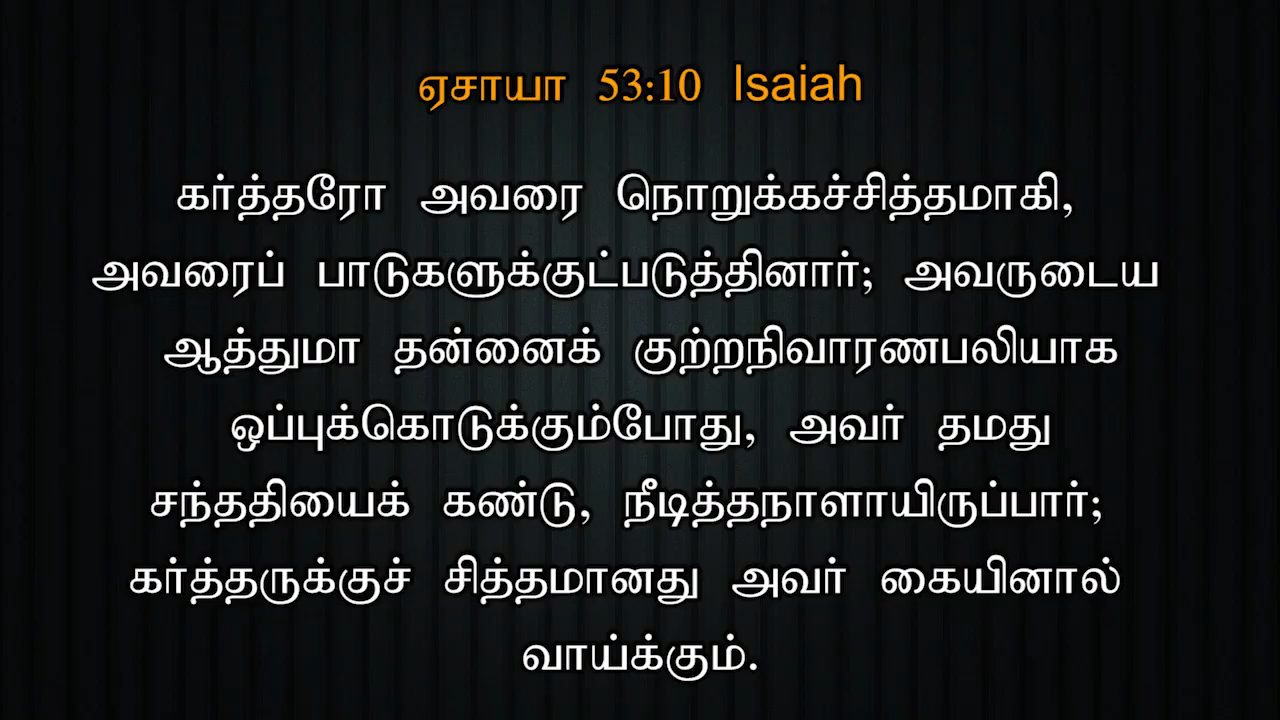 ஏசாயா 53:10 Isaiah
கர்த்தரோ அவரை நொறுக்கச்சித்தமாகி,
அவரைப் பாடுகளுக்குட்படுத்தினார்; அவருடைய
ஆத்துமா தன்னைக் குற்றநிவாரணபலியாக
ஒப்புக்கொடுக்கும்போது, அவர் தமது
சந்ததியைக் கண்டு, நீடித்தநாளாயிருப்பார்;
கர்த்தருக்குச் சித்தமானது அவர் கையினால்
வாய்க்கும்.